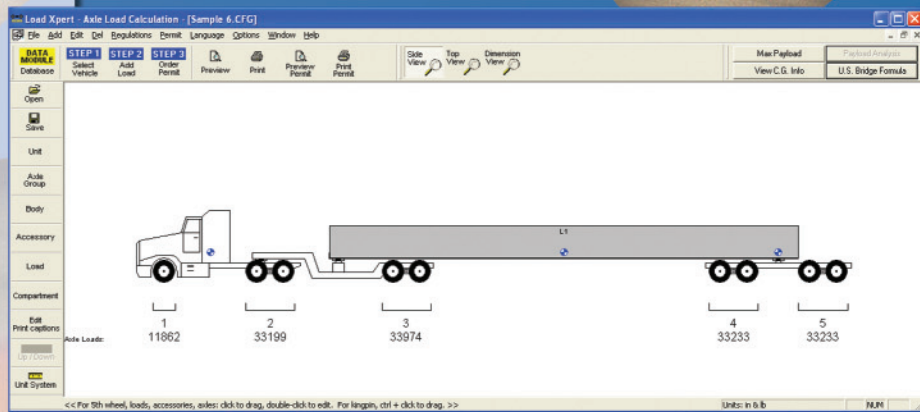 Load Xpert - Axle Load Calculation - [Sample 6.CFG]
File Add Edit Del Regulations Permit Language Options Window Help
DATA MODULE Database
STEP 1 Select Vehicle
STEP 2 Add Load
STEP 3 Order Permit
Preview
Print
Preview Permit
Print Permit
Side View
Top View
Dimension View
Max Payload
Payload Analysis
View C.G. Info
U.S. Bridge Formula
Open
Save
Unit
Axle Group
Body
Accessory
Load
Compartment
Edit Print captions
Up / Down
Unit System
L1
1 2 3 4 5
Axle Loads: 11862 33199 33974 33233 33233
<< For 5th wheel, loads, accessories, axles: click to drag, double-click to edit. For kingpin, ctrl + click to drag. >>
Units: in & lb
NUM